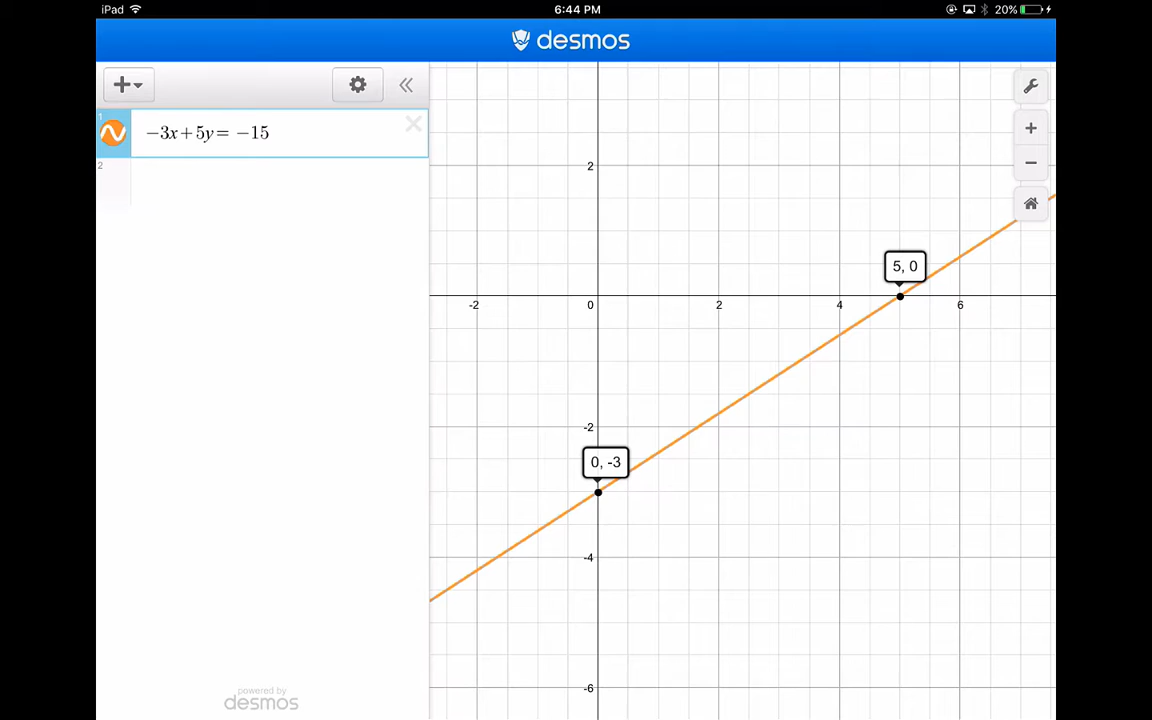 iPad 6:44 PM 20%
desmos
1 −3x+5y= −15
2
2
5, 0
-2 0 2 4 6
-2
0, -3
-4
-6
powered by
desmos